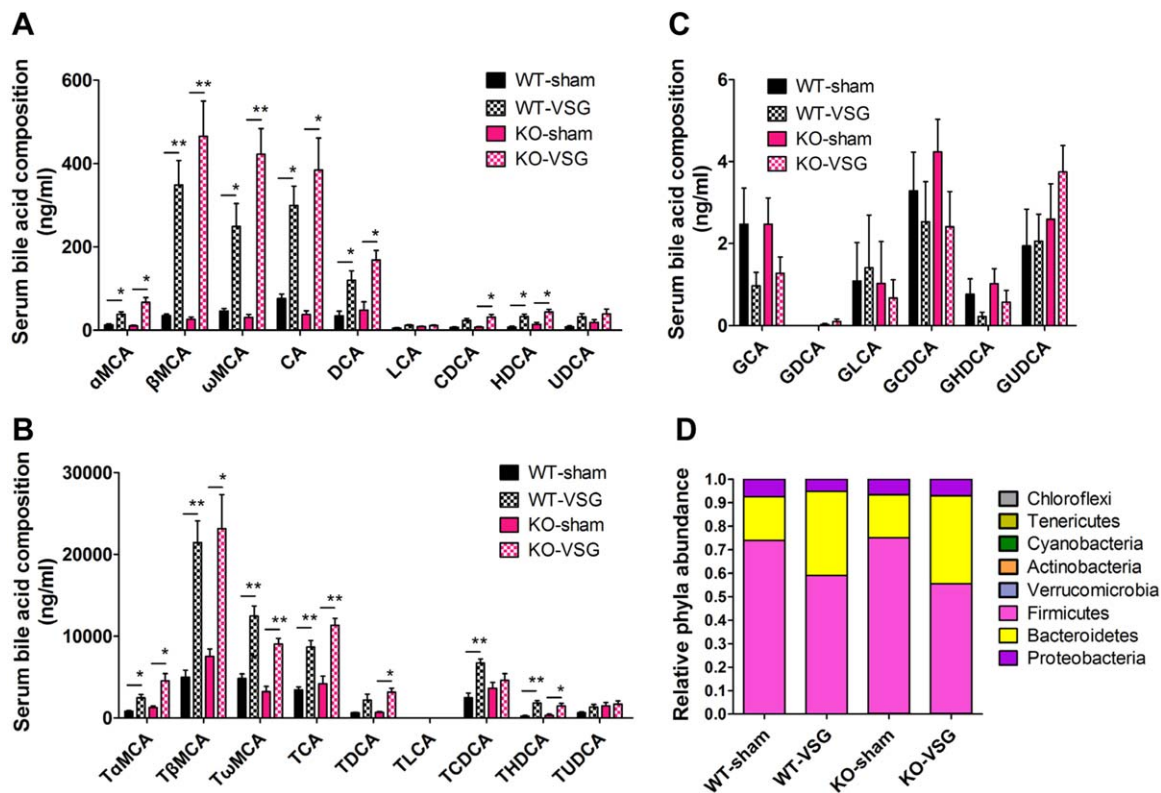 A
Serum bile acid composition
(ng/ml)
600
400
200
0
** ** * ** * * * * * * * * *
WT-sham
WT-VSG
KO-sham
KO-VSG
αMCA βMCA ωMCA CA DCA LCA CDCA HDCA UDCA
B
Serum bile acid composition
(ng/ml)
30000
20000
10000
0
* * ** * ** ** ** ** * ** ** *
WT-sham
WT-VSG
KO-sham
KO-VSG
TαMCA TβMCA TωMCA TCA TDCA TLCA TCDCA THDCA TUDCA
C
Serum bile acid composition
(ng/ml)
6
4
2
0
WT-sham
WT-VSG
KO-sham
KO-VSG
GCA GDCA GLCA GCDCA GHDCA GUDCA
D
Relative phyla abundance
1.0
0.9
0.8
0.7
0.6
0.5
0.4
0.3
0.2
0.1
0.0
WT-sham WT-VSG KO-sham KO-VSG
Chloroflexi
Tenericutes
Cyanobacteria
Actinobacteria
Verrucomicrobia
Firmicutes
Bacteroidetes
Proteobacteria